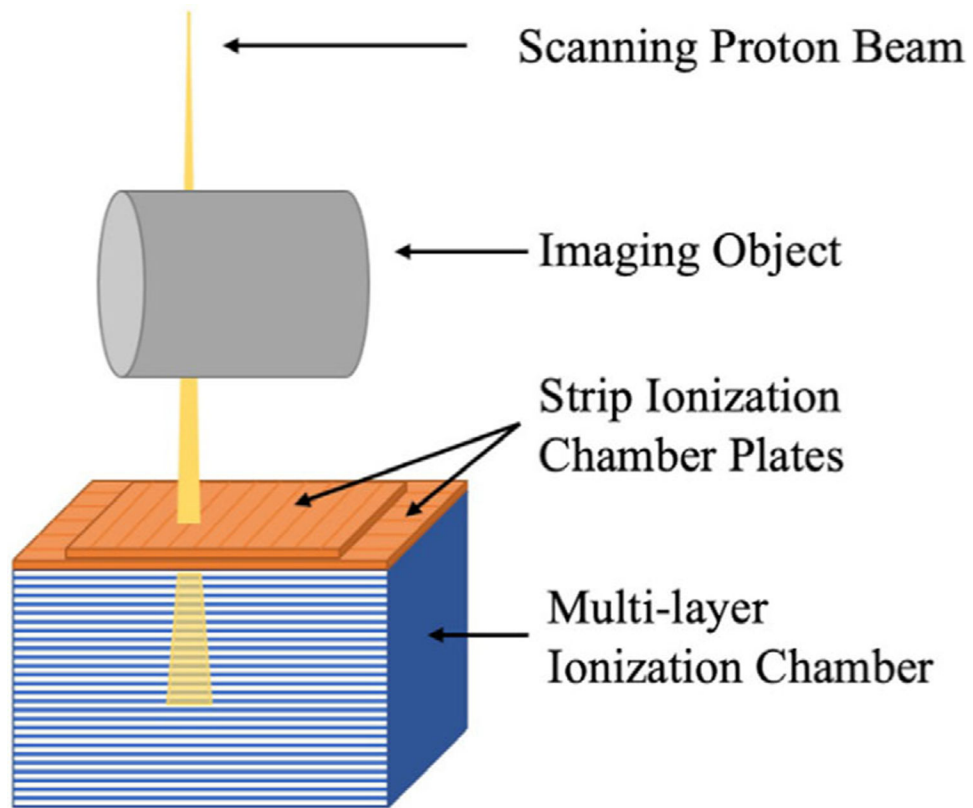 Scanning Proton Beam
Imaging Object
Strip Ionization
Chamber Plates
Multi-layer
Ionization Chamber